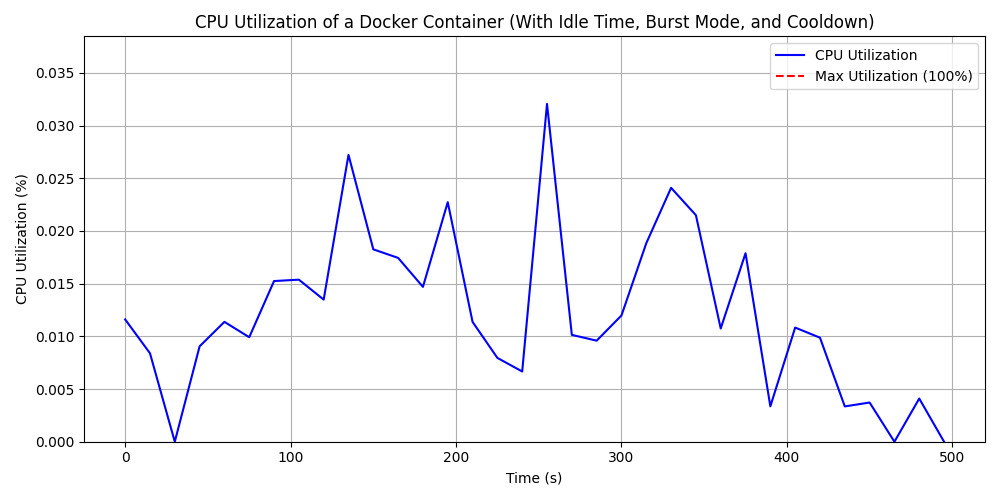 CPU Utilization of a Docker Container (With Idle Time, Burst Mode, and Cooldown)
CPU Utilization
Max Utilization (100%)
CPU Utilization (%)
0.035
0.030
0.025
0.020
0.015
0.010
0.005
0.000
0 100 200 300 400 500
Time (s)